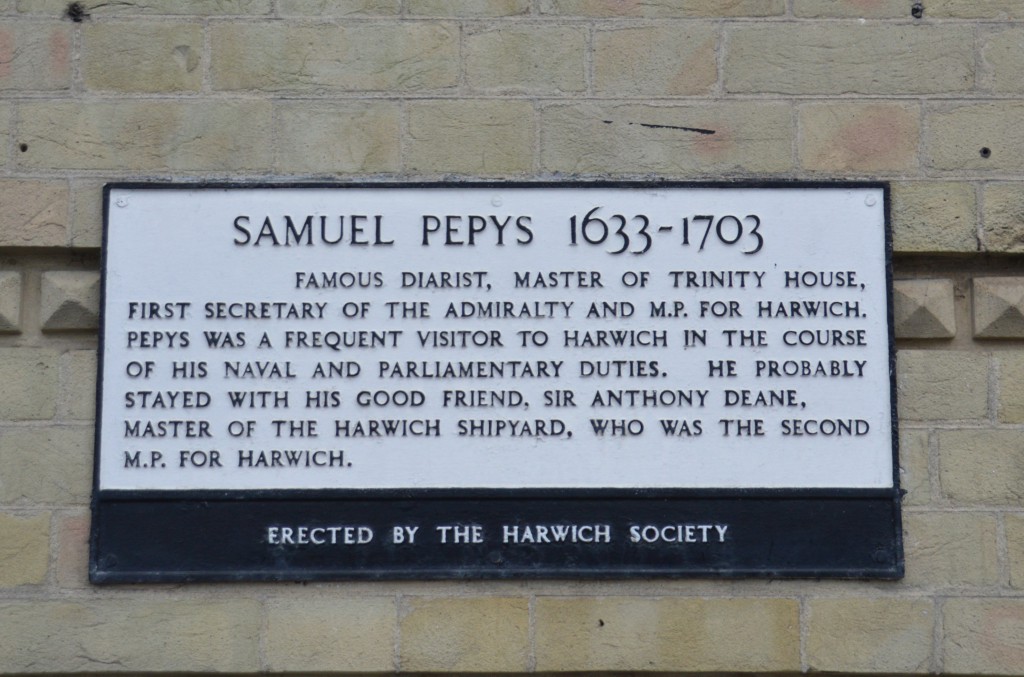 SAMUEL PEPYS 1633-1703
FAMOUS DIARIST, MASTER OF TRINITY HOUSE,
FIRST SECRETARY OF THE ADMIRALTY AND M.P. FOR HARWICH.
PEPYS WAS A FREQUENT VISITOR TO HARWICH IN THE COURSE
OF HIS NAVAL AND PARLIAMENTARY DUTIES. HE PROBABLY
STAYED WITH HIS GOOD FRIEND, SIR ANTHONY DEANE,
MASTER OF THE HARWICH SHIPYARD, WHO WAS THE SECOND
M.P. FOR HARWICH.
ERECTED BY THE HARWICH SOCIETY